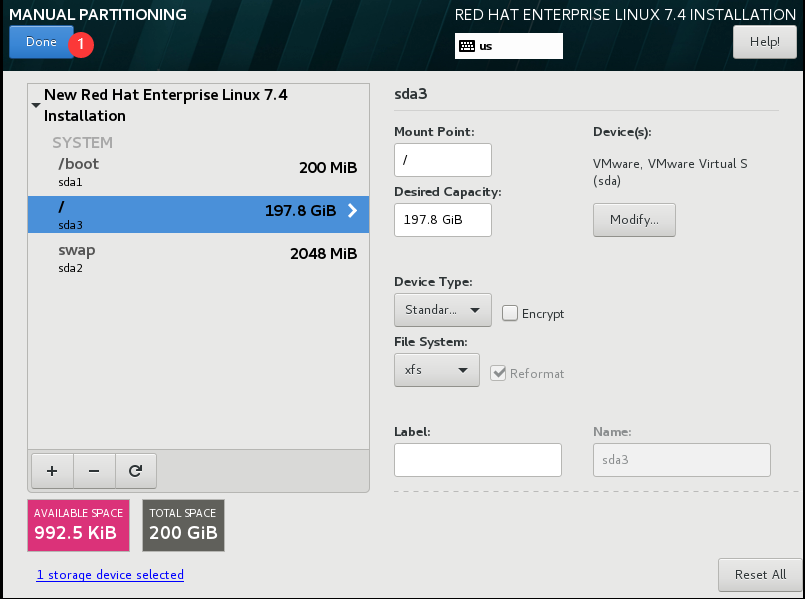 MANUAL PARTITIONING
RED HAT ENTERPRISE LINUX 7.4 INSTALLATION
Done
1
us
Help!
New Red Hat Enterprise Linux 7.4
Installation
SYSTEM
/boot
200 MiB
sda1
/
197.8 GiB
sda3
swap
2048 MiB
sda2
+ −
AVAILABLE SPACE
992.5 KiB
TOTAL SPACE
200 GiB
1 storage device selected
sda3
Mount Point:
/
Desired Capacity:
197.8 GiB
Device(s):
VMware, VMware Virtual S
(sda)
Modify...
Device Type:
Standar...
Encrypt
File System:
xfs
Reformat
Label:
Name:
sda3
Reset All